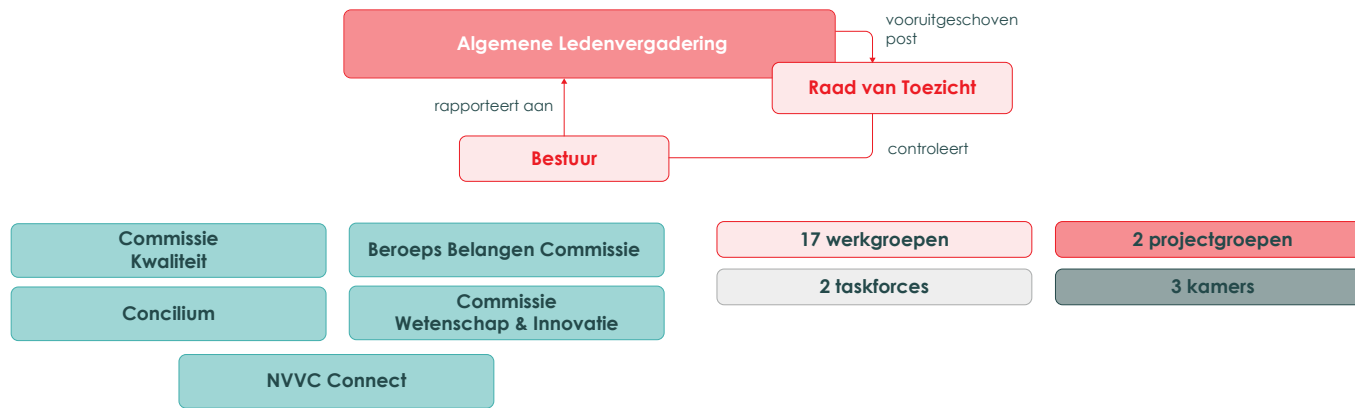 vooruitgeschoven
post
Algemene Ledenvergadering
Raad van Toezicht
rapporteert aan
Bestuur
controleert
Commissie
Kwaliteit
Beroeps Belangen Commissie
17 werkgroepen
2 projectgroepen
Concilium
Commissie
Wetenschap & Innovatie
2 taskforces
3 kamers
NVVC Connect